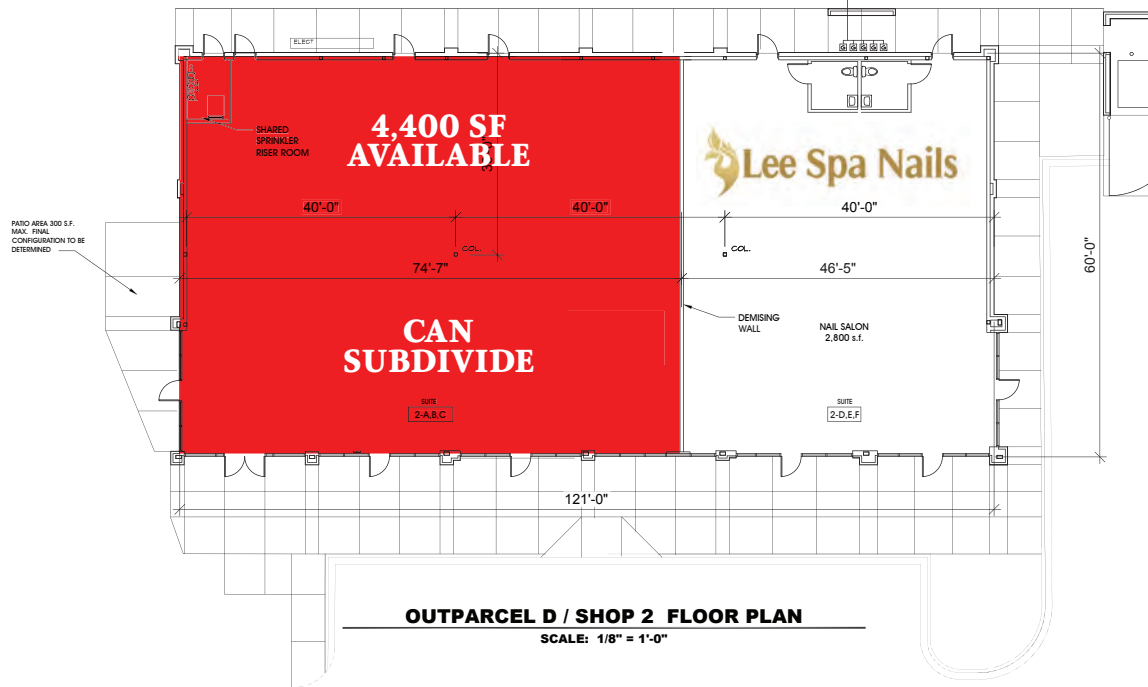 ELECT
SHARED
SPRINKLER
RISER ROOM
4,400 SF
AVAILABLE
Lee Spa Nails
40'-0"
40'-0"
40'-0"
PATIO AREA 300 S.F.
MAX. FINAL
CONFIGURATION TO BE
DETERMINED
COL.
COL.
60'-0"
74'-7"
46'-5"
DEMISING
WALL
NAIL SALON
2,800 s.f.
CAN
SUBDIVIDE
SUITE
2-A,B,C
SUITE
2-D,E,F
121'-0"
OUTPARCEL D / SHOP 2 FLOOR PLAN
SCALE: 1/8" = 1'-0"